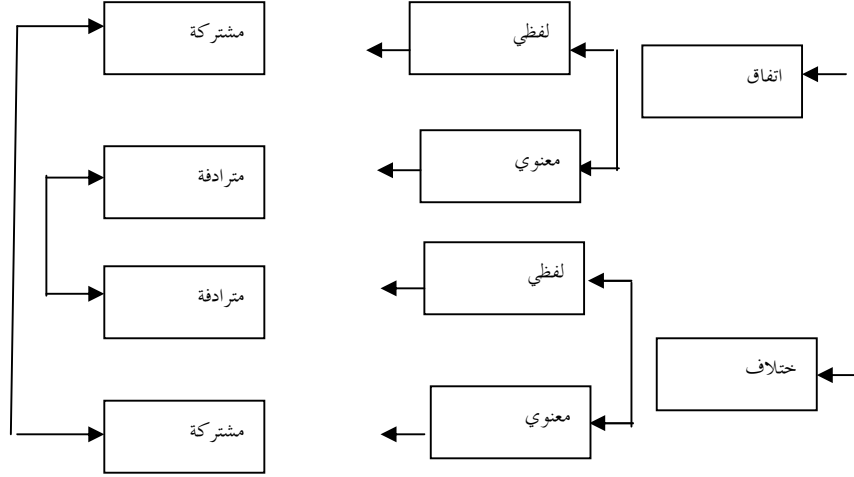 اتفاق
لفظي
مشتركة
معنوي
مترادفة
ختلاف
لفظي
مترادفة
معنوي
مشتركة